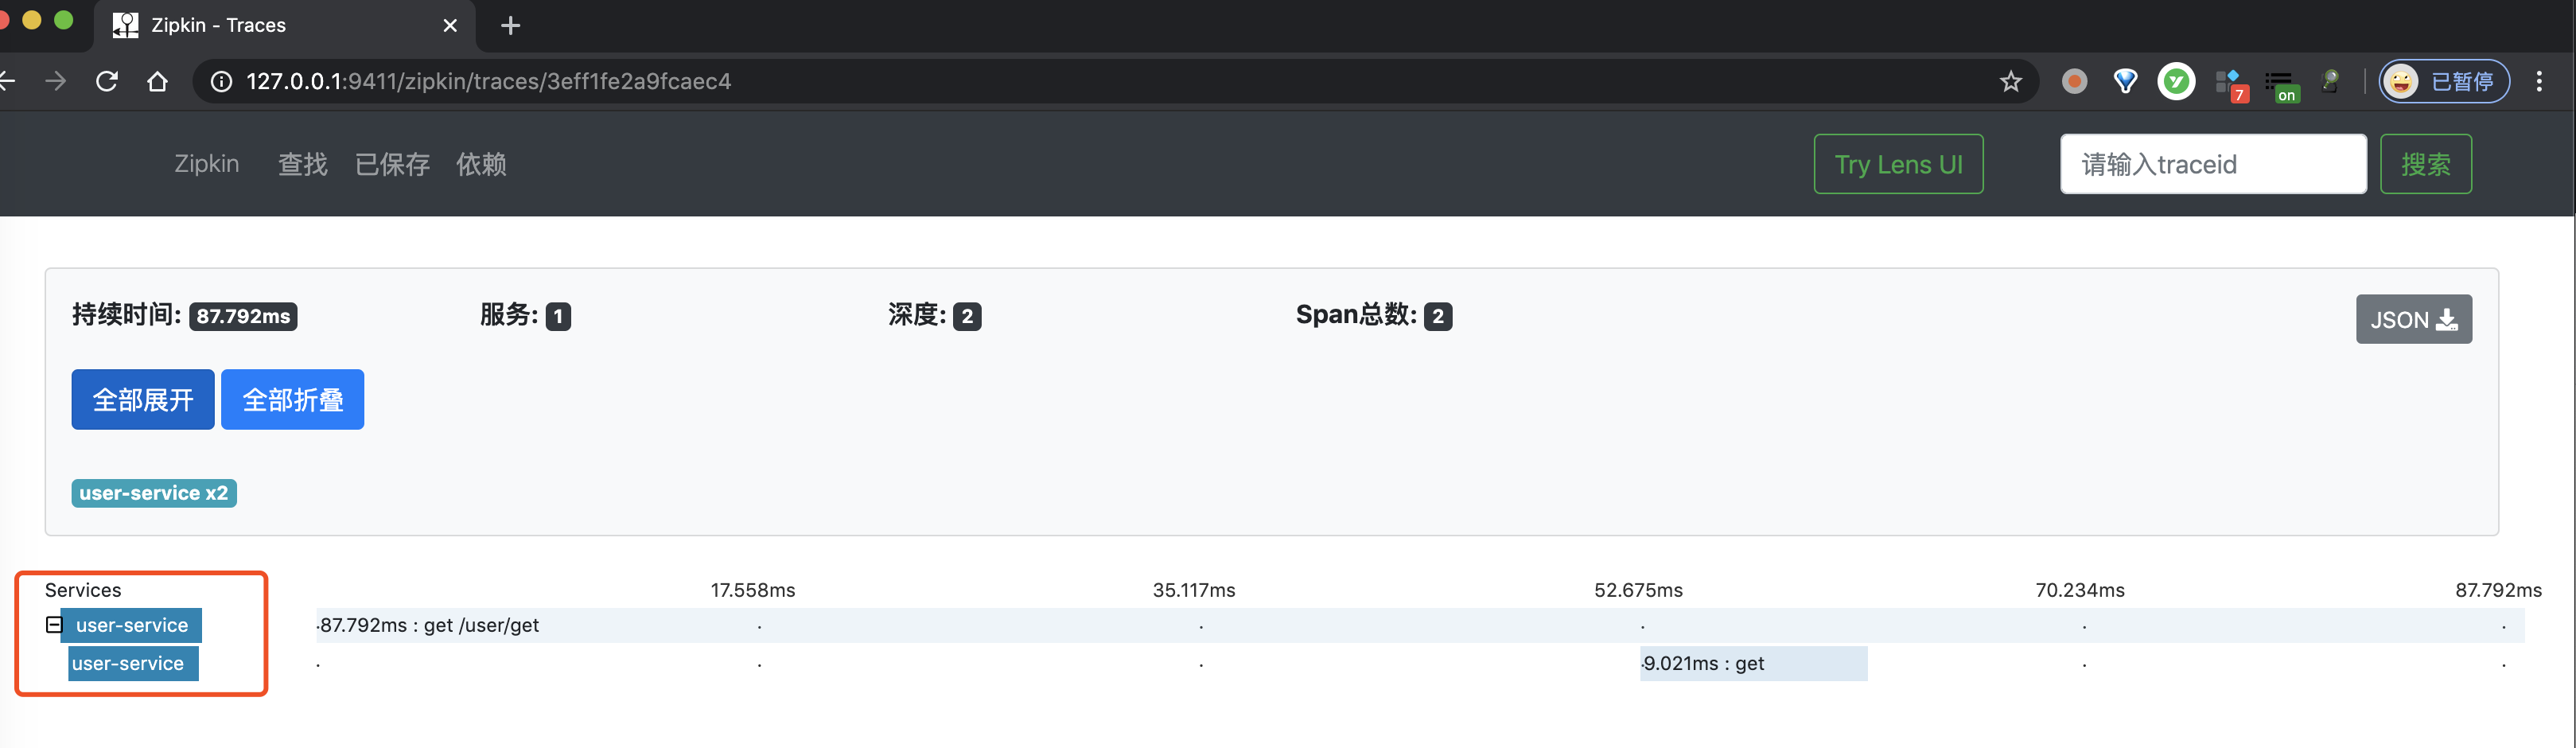 Zipkin - Traces
127.0.0.1:9411/zipkin/traces/3eff1fe2a9fcaec4
7
on
已暂停
Zipkin 查找 已保存 依赖
Try Lens UI
请输入traceid
搜索
持续时间: 87.792ms
服务: 1
深度: 2
Span总数: 2
JSON
全部展开
全部折叠
user-service x2
Services 17.558ms 35.117ms 52.675ms 70.234ms 87.792ms
user-service 87.792ms : get /user/get
user-service 9.021ms : get